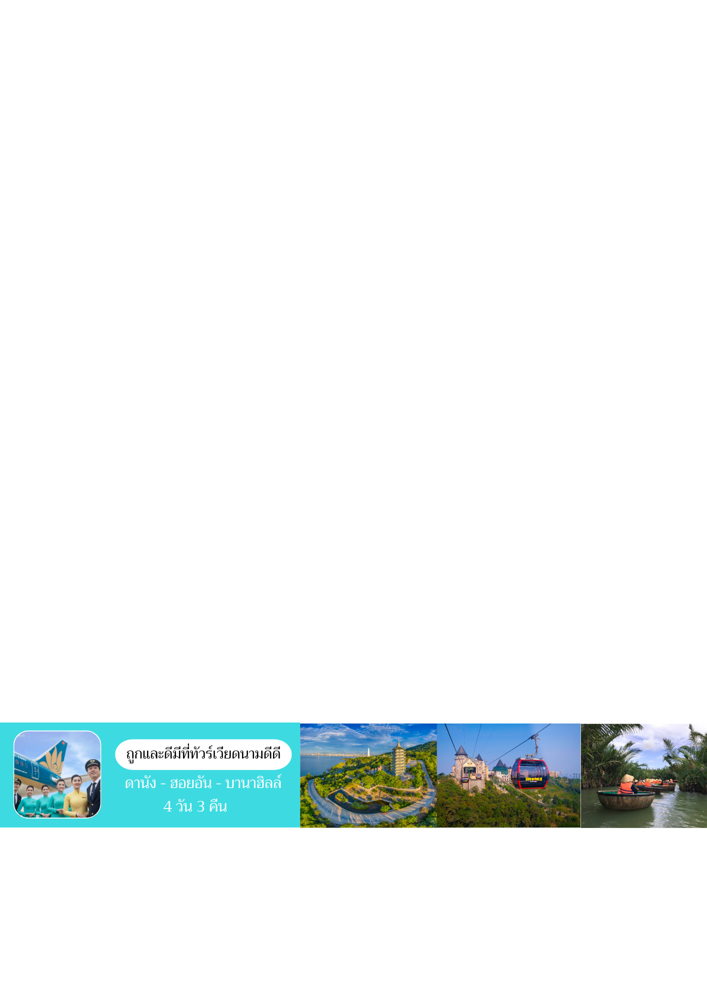 ถูกและดีมีที่ทัวร์เวียดนามดีดี
ดานัง - ฮอยอัน - บานาฮิลล์
4 วัน 3 คืน
SUN WORLD